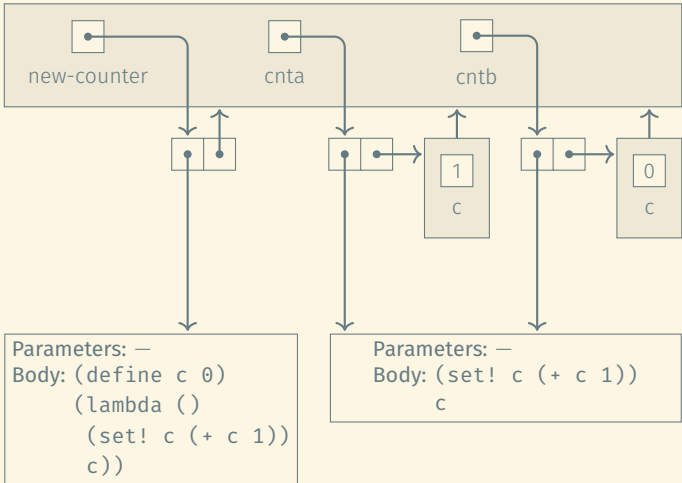 new-counter cnta cntb
1 0
c c
Parameters: —
Body: (define c 0)
(lambda ()
(set! c (+ c 1))
c))
Parameters: —
Body: (set! c (+ c 1))
c